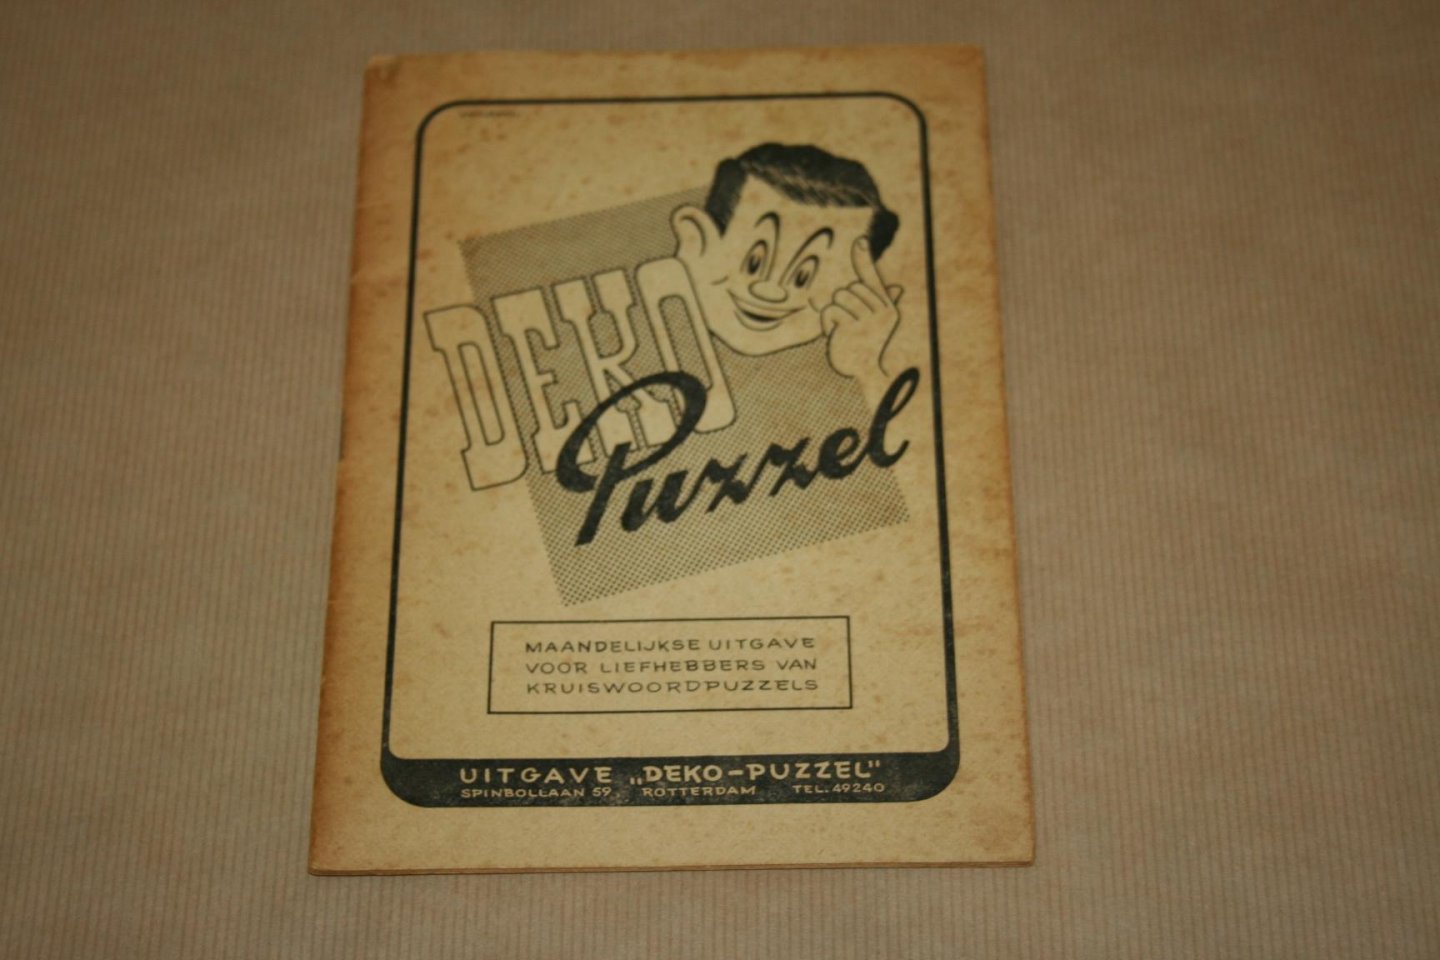 DEKO
Puzzel
MAANDELIJKSE UITGAVE
VOOR LIEFHEBBERS VAN
KRUISWOORDPUZZELS
UITGAVE „DEKO-PUZZEL"
SPINBOLLAAN 59 ROTTERDAM TEL. 49240